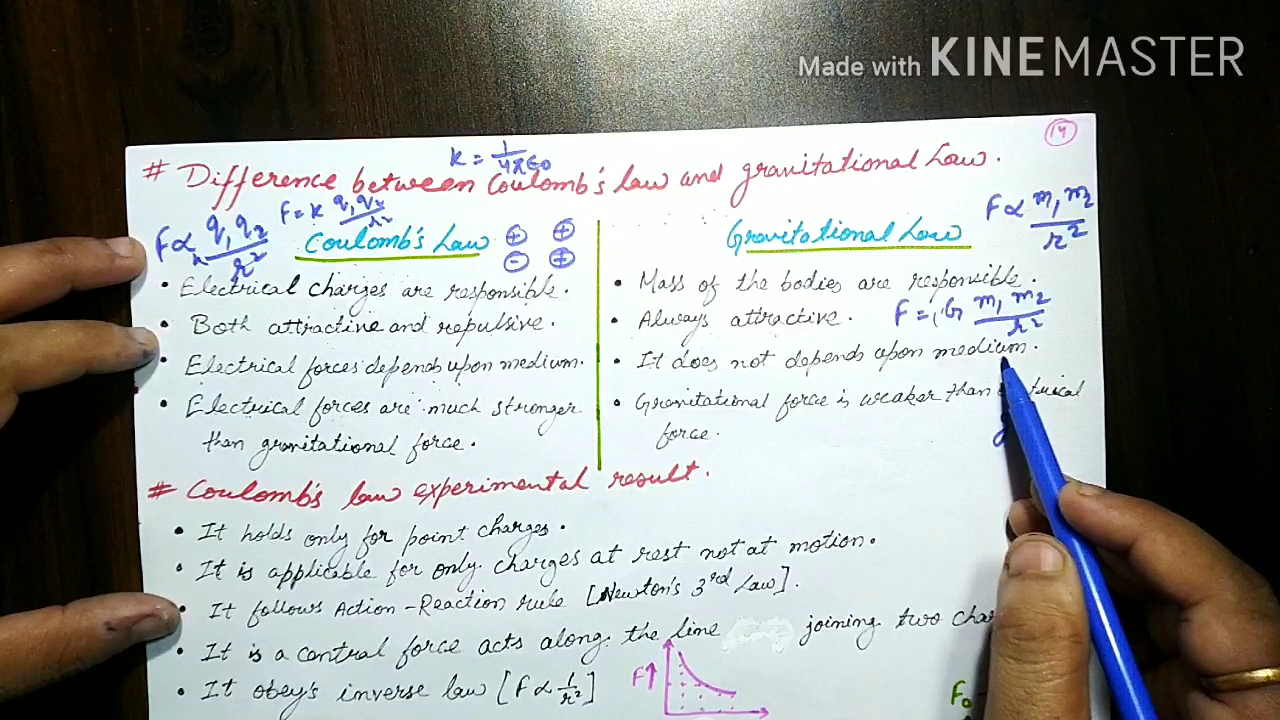 Made with KINEMASTER
14
K = 1/4πε0
# Difference between Coulomb's law and gravitational Law.
F∝ q1q2/r²
F=K q1q2/r²
Coulomb's Law
+ +
- +
• Electrical charges are responsible.
• Both attractive and repulsive.
• Electrical forces depends upon medium.
• Electrical forces are much stronger
than gravitational force.
Gravitational Law
F∝ m1m2/r²
• Mass of the bodies are responsible.
• Always attractive.
F = G m1m2/r²
• It does not depends upon medium.
• Gravitational force is weaker than
force.
# Coulomb's law experimental result.
• It holds only for point charges.
• It is applicable for only charges at rest not at motion.
• It follows Action-Reaction rule [Newton's 3rd Law].
• It is a central force acts along the line joining two
• It obey's inverse law [F∝ 1/r²]
F↑